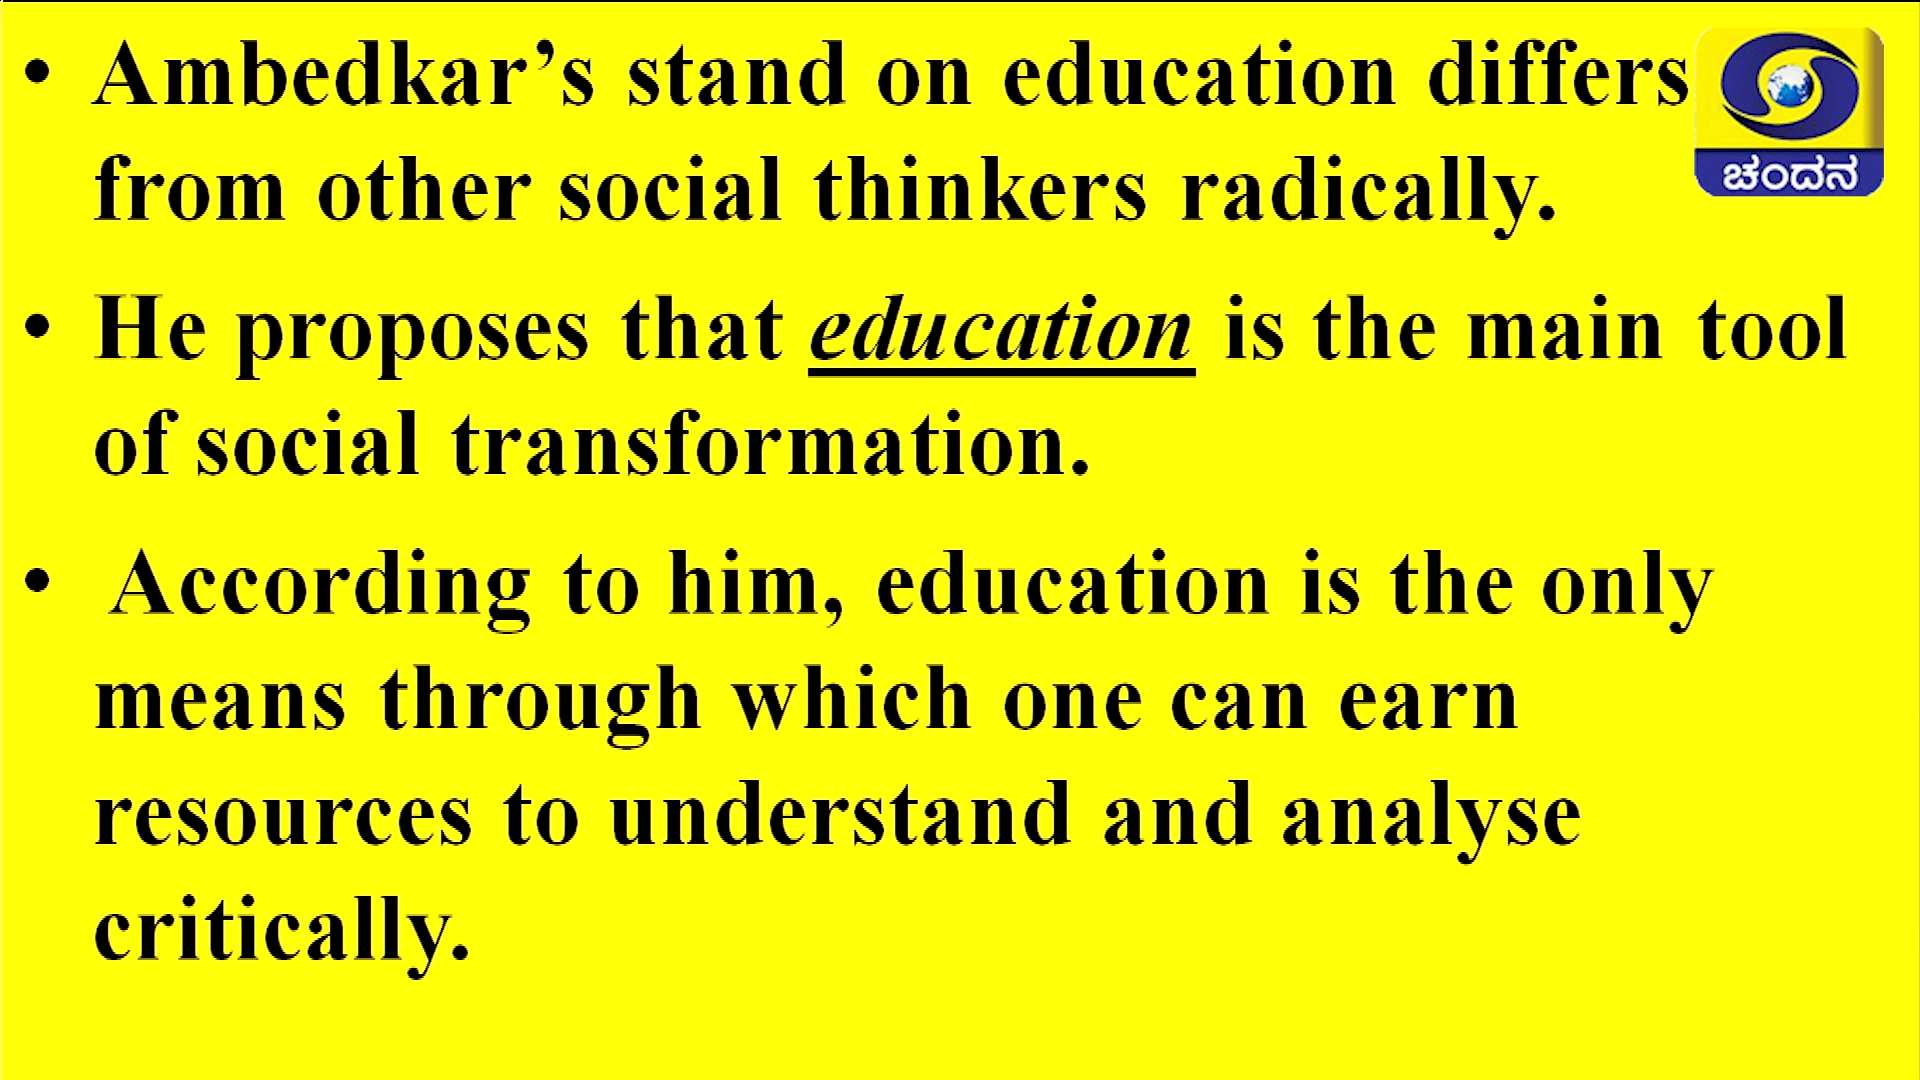 • Ambedkar’s stand on education differs
from other social thinkers radically.
ಚಂದನ
• He proposes that education is the main tool
of social transformation.
• According to him, education is the only
means through which one can earn
resources to understand and analyse
critically.